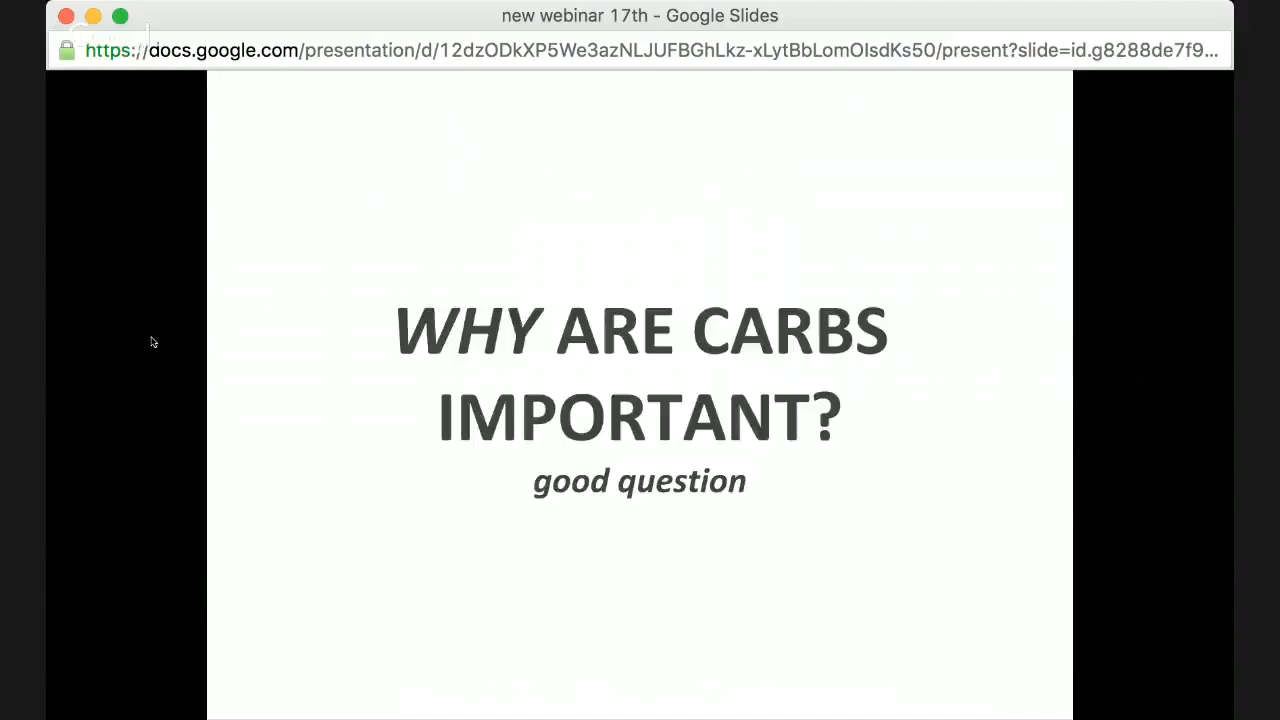 new webinar 17th - Google Slides
https://docs.google.com/presentation/d/12dzODkXP5We3azNLJUFBGhLkz-xLytBbLomOIsdKs50/present?slide=id.g8288de7f9...
WHY ARE CARBS
IMPORTANT?
good question